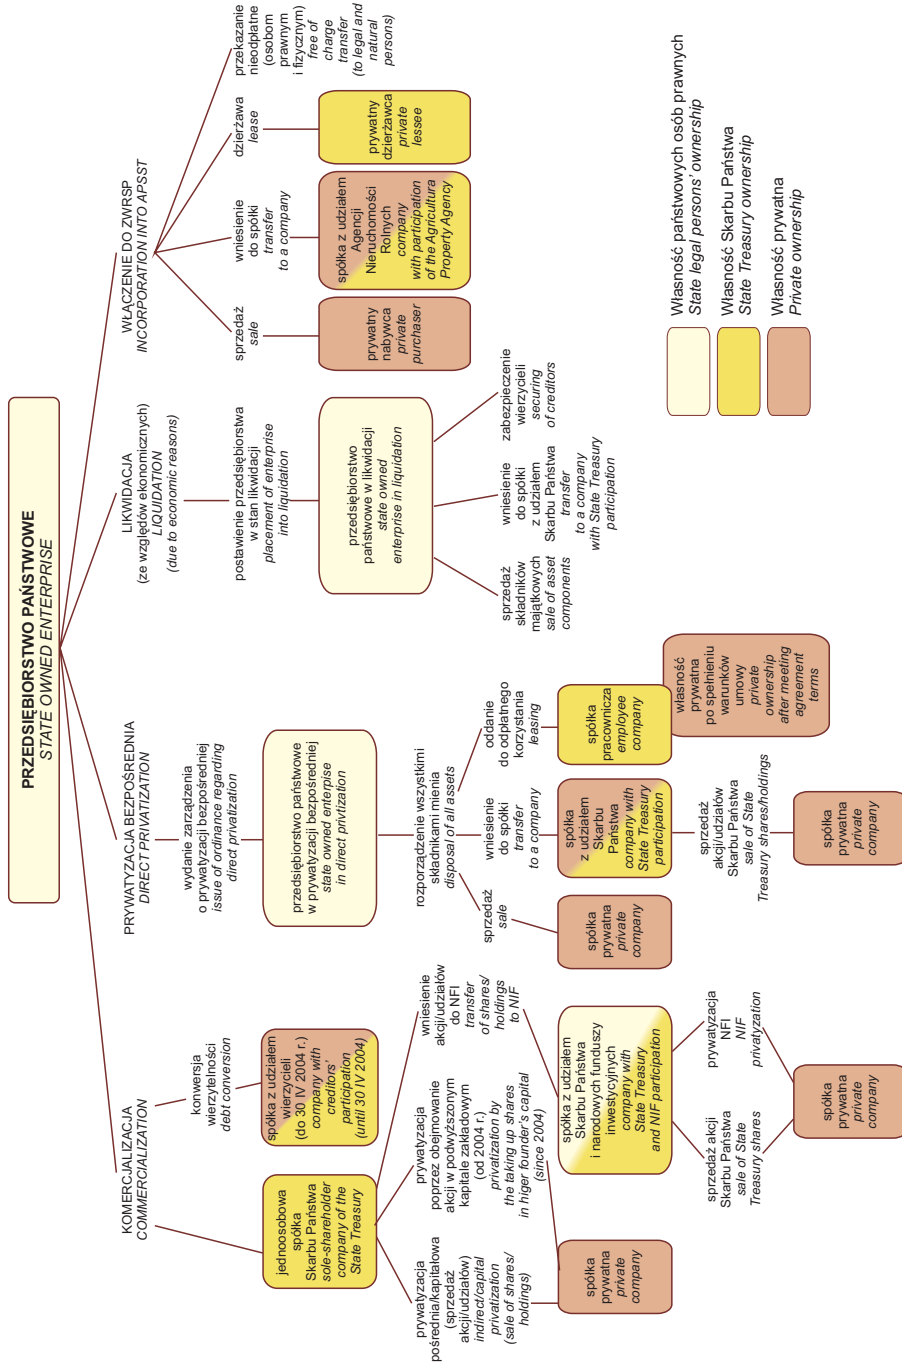 PRZEDSIĘBIORSTWO PAŃSTWOWE
STATE OWNED ENTERPRISE
KOMERCJALIZACJA
COMMERCIALIZATION
jednoosobowa
spółka
Skarbu Państwa
sole-shareholder
company of the
State Treasury
konwersja
wierzytelności
debt conversion
spółka z udziałem
wierzycieli
(do 30 IV 2004 r.)
company with
creditors'
participation
(until 30 IV 2004)
prywatyzacja
pośrednia/kapitałowa
(sprzedaż
akcji/udziałów)
indirect/capital
privatization
(sale of shares/
holdings)
prywatyzacja
poprzez obejmowanie
akcji w podwyższonym
kapitale zakładowym
(od 2004 r.)
privatization by
the taking up shares
in higer founder's capital
(since 2004)
wniesienie
akcji/udziałów
do NFI
transfer
of shares/
holdings
to NIF
spółka
prywatna
private
company
spółka z udziałem
Skarbu Państwa
i narodowych funduszy
inwestycyjnych
company with
State Treasury
and NIF participation
sprzedaż akcji
Skarbu Państwa
sale of State
Treasury shares
prywatyzacja
NFI
NIF
privatyzation
spółka
prywatna
private
company
PRYWATYZACJA BEZPOŚREDNIA
DIRECT PRIVATIZATION
wydanie zarządzenia
o prywatyzacji bezpośredniej
issue of ordinance regarding
direct privatization
przedsiębiorstwo państwowe
w prywatyzacji bezpośredniej
state owned enterpise
in direct privtization
rozporządzenie wszystkimi
składnikami mienia
disposal of all assets
sprzedaż
sale
wniesienie
do spółki
transfer
to a company
oddanie
do odpłatnego
korzystania
leasing
spółka
prywatna
private
company
spółka
z udziałem
Skarbu
Państwa
company with
State Treasury
participation
spółka
pracownicza
employee
company
własność
prywatna
po spełnieniu
warunków
umowy
private
ownership
after meeting
agreement
terms
sprzedaż
akcji/udziałów
Skarbu Państwa
sale of State
Treasury shares/holdings
spółka
prywatna
private
company
LIKWIDACJA
(ze względów ekonomicznych)
LIQUIDATION
(due to economic reasons)
postawienie przedsiębiorstwa
w stan likwidacji
placement of enterprise
into liquidation
przedsiębiorstwo
państwowe w likwidacji
state owned
enterprise in liquidation
sprzedaż
składników
majątkowych
sale of asset
components
wniesienie
do spółki
z udziałem
Skarbu Państwa
transfer
to a company
with State Treasury
participation
zabezpieczenie
wierzycieli
securing
of creditors
WŁĄCZENIE DO ZWRSP
INCORPORATION INTO APSST
sprzedaż
sale
wniesienie
do spółki
transfer
to a company
dzierżawa
lease
przekazanie
nieodpłatne
(osobom
prawnym
i fizycznym)
free of
charge
transfer
(to legal and
natural
persons)
prywatny
nabywca
private
purchaser
spółka z udziałem
Agencji
Nieruchomości
Rolnych
company
with participation
of the Agricultura
Property Agency
prywatny
dzierżawca
private
lessee
Własność państwowych osób prawnych
State legal persons' ownership
Własność Skarbu Państwa
State Treasury ownership
Własność prywatna
Private ownership